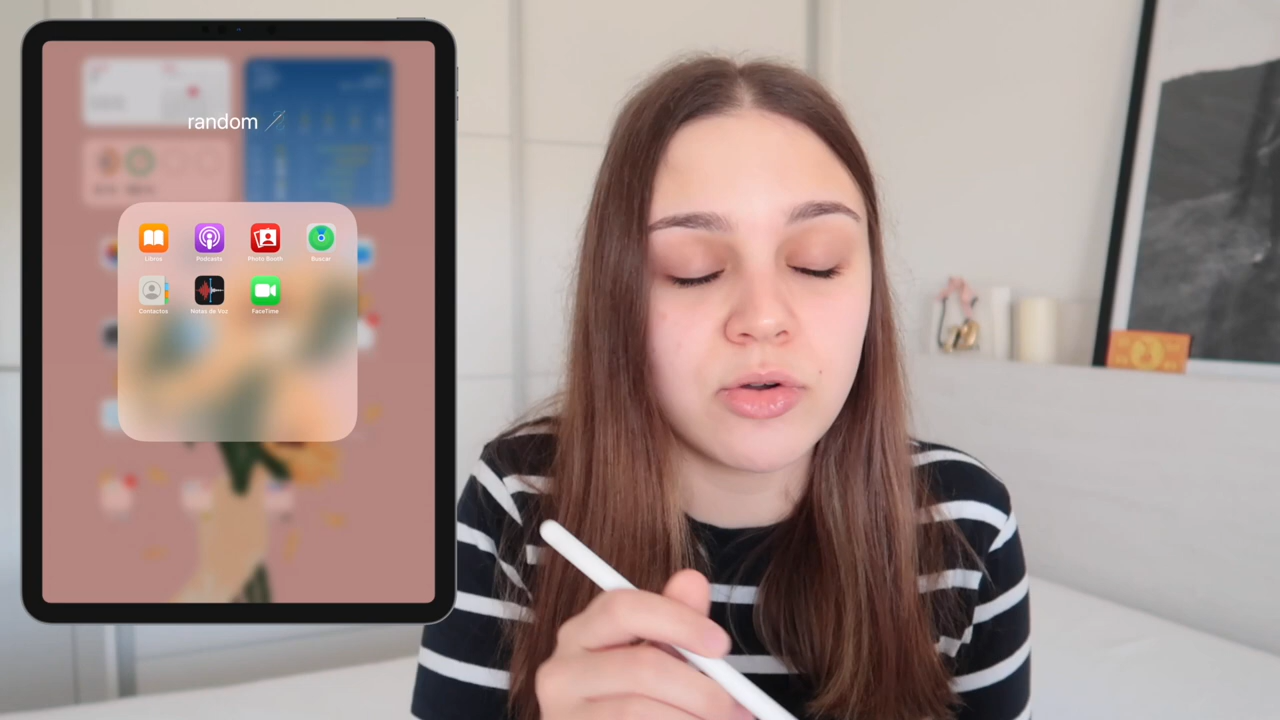 random
Libros
Podcasts
Photo Booth
Buscar
Contactos
Notas de Voz
FaceTime